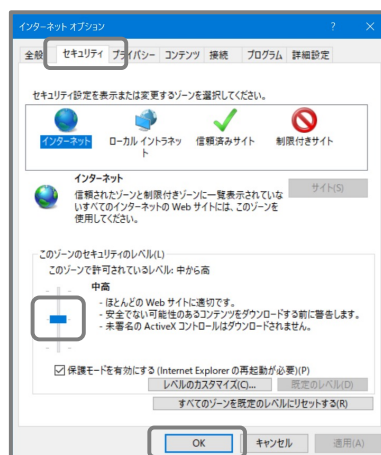 インターネット オプション
全般 セキュリティ プライバシー コンテンツ 接続 プログラム 詳細設定
セキュリティ設定を表示または変更するゾーンを選択してください。
インターネット ローカル イントラネット 信頼済みサイト 制限付きサイト
インターネット
信頼されたゾーンと制限付きゾーンに一覧表示されていな
いすべてのインターネットの Web サイトには、このゾーンを
使用してください。
サイト(S)
このゾーンのセキュリティのレベル(L)
このゾーンで許可されているレベル: 中から高
中高
- ほとんどの Web サイトに適切です。
- 安全でない可能性のあるコンテンツをダウンロードする前に警告します。
- 未署名の ActiveX コントロールはダウンロードされません。
保護モードを有効にする (Internet Explorer の再起動が必要)(P)
レベルのカスタマイズ(C)... 既定のレベル(D)
すべてのゾーンを既定のレベルにリセットする(R)
OK キャンセル 適用(A)